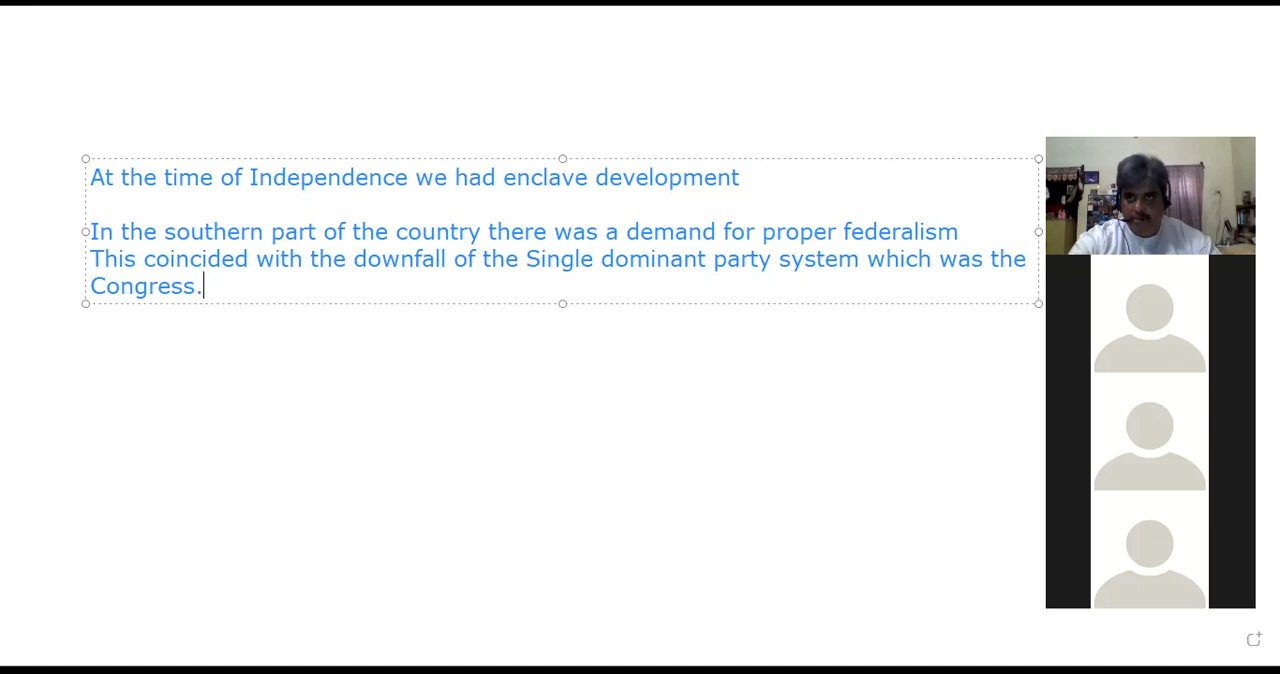 At the time of Independence we had enclave development
In the southern part of the country there was a demand for proper federalism
This coincided with the downfall of the Single dominant party system which was the
Congress.